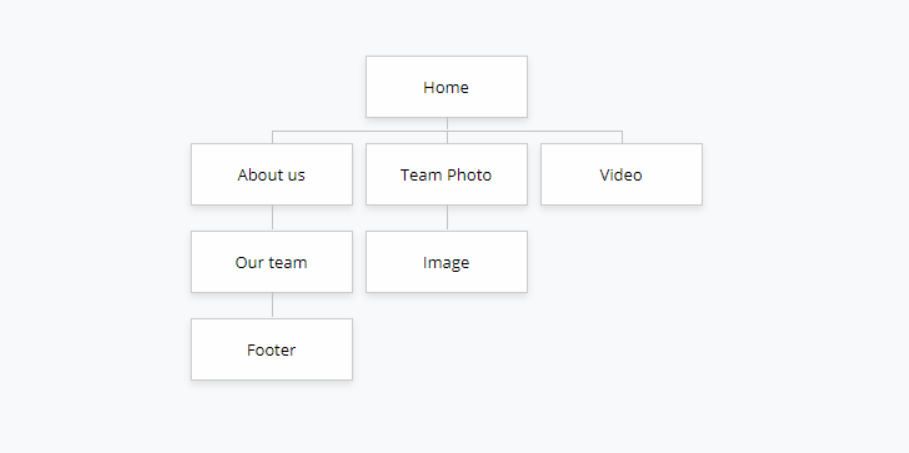 Home
About us
Team Photo
Video
Our team
Image
Footer